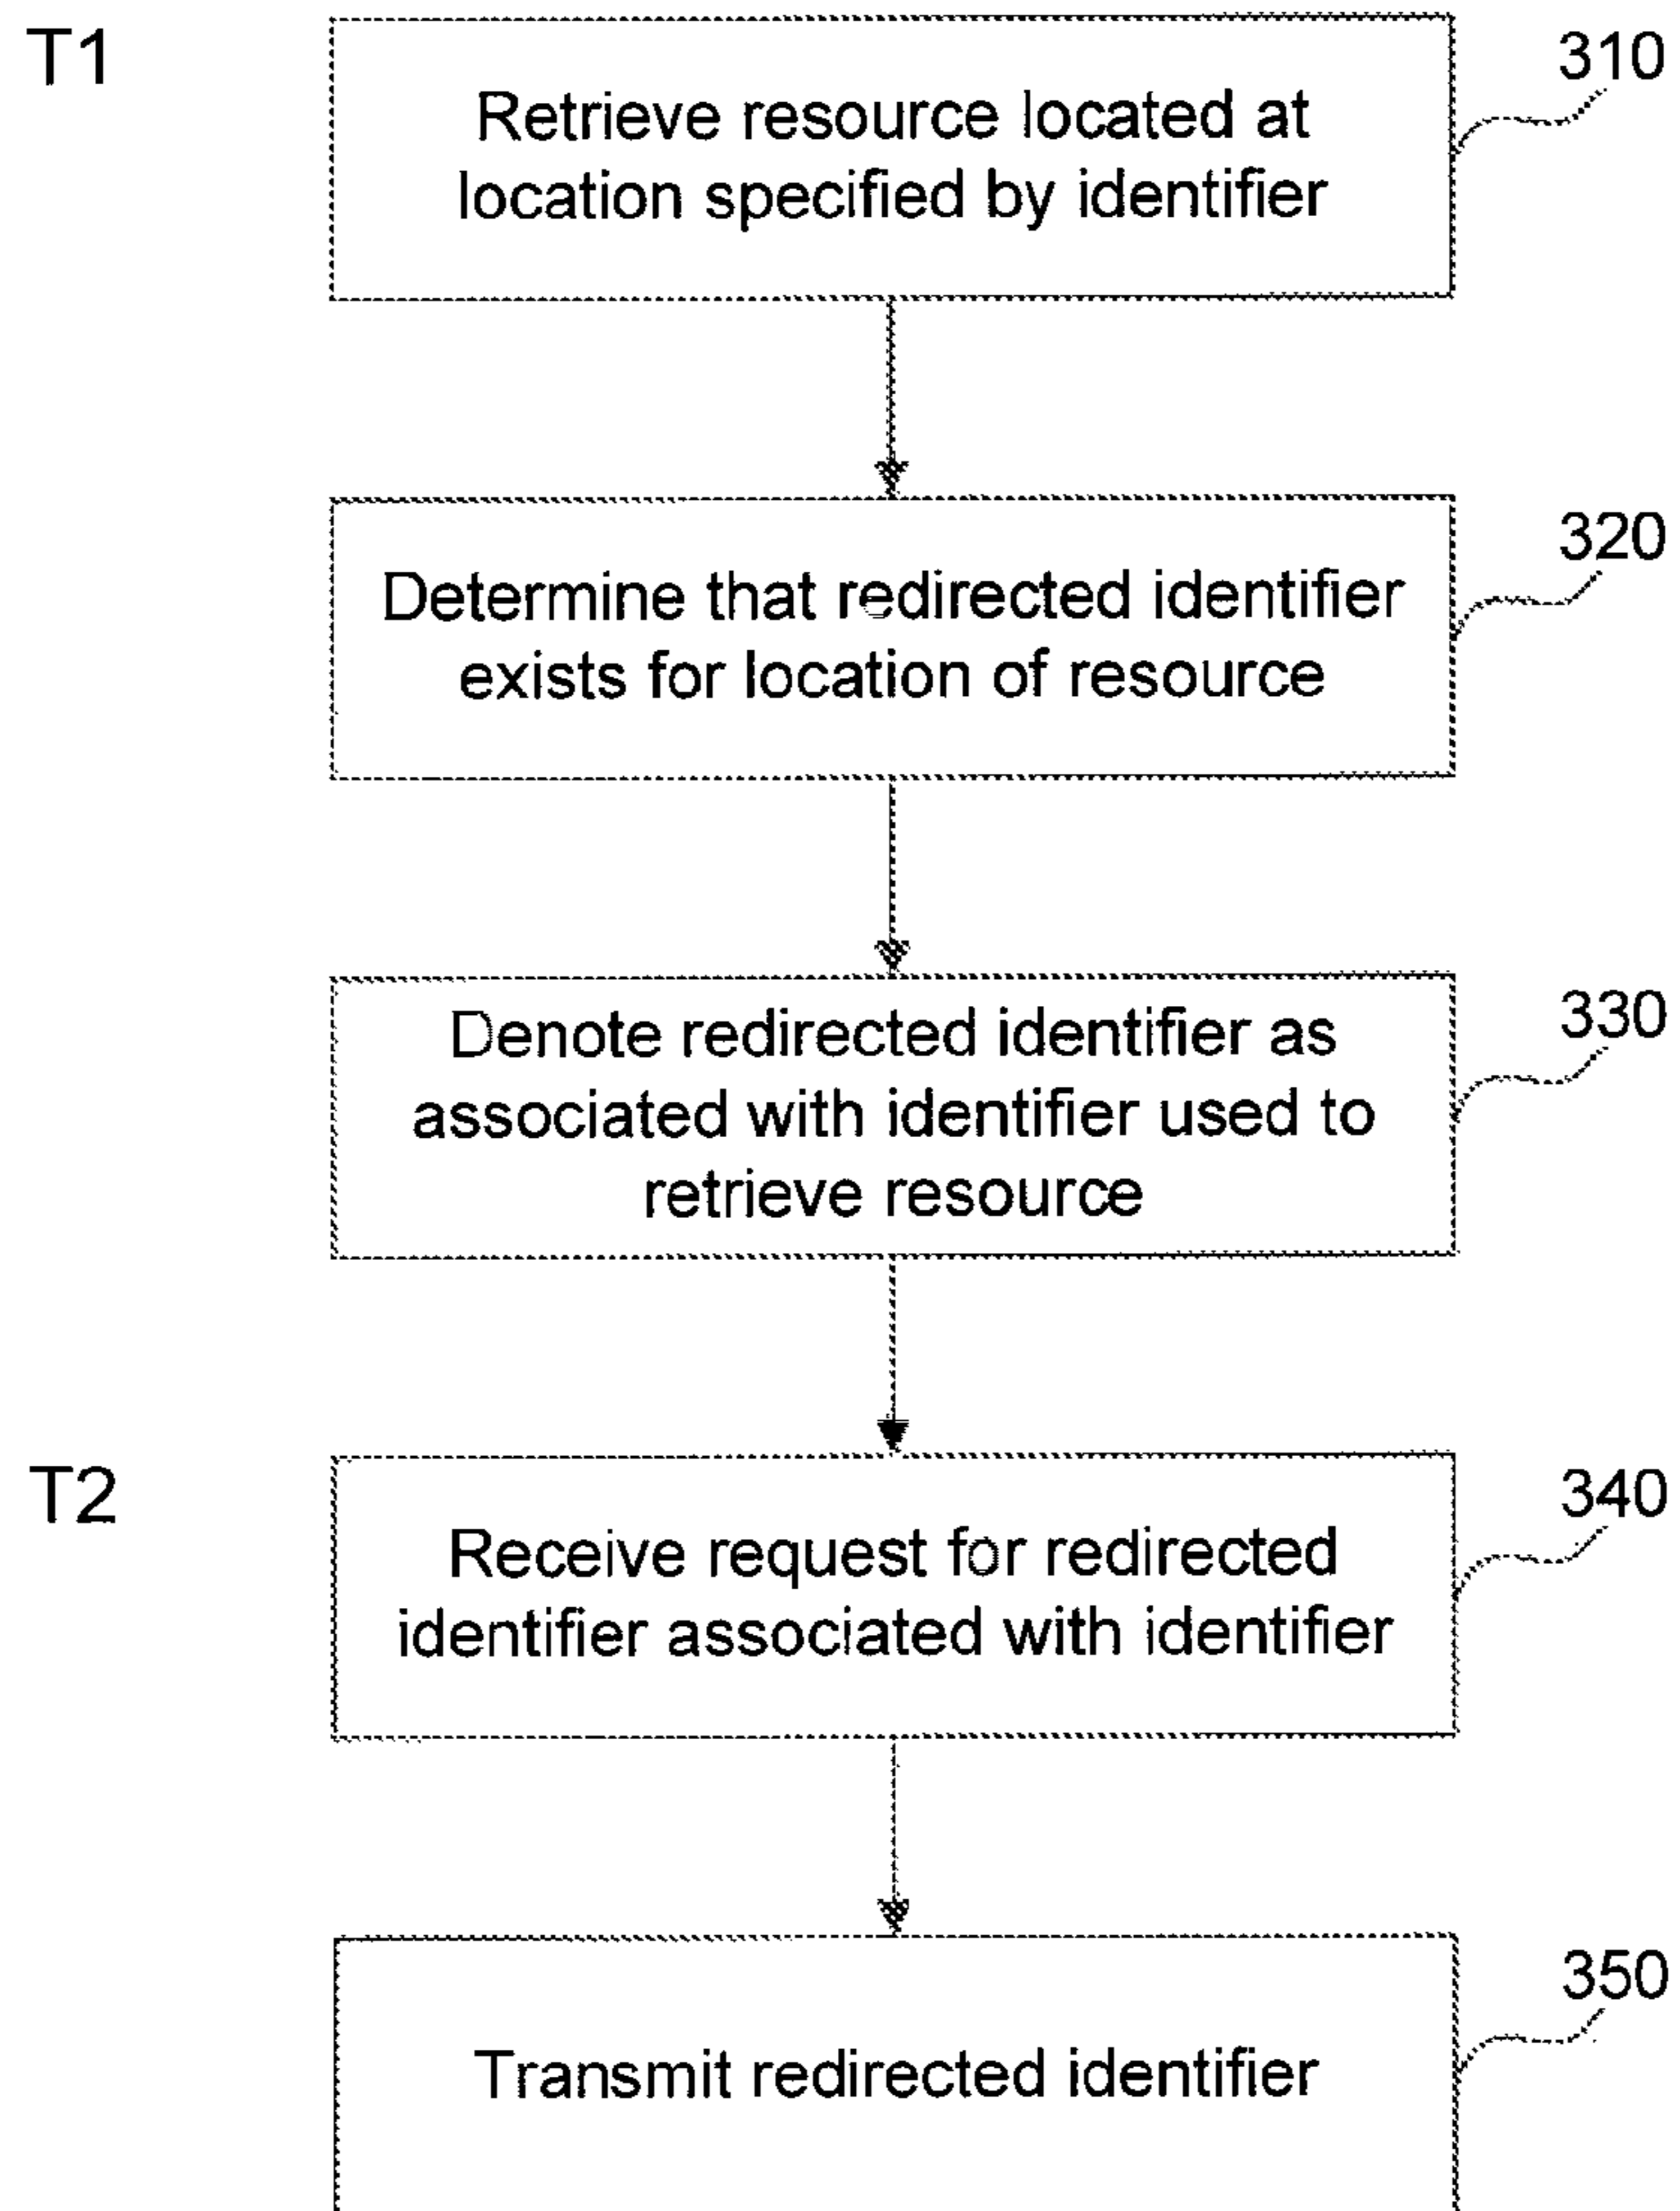 T1
310
Retrieve resource located at
location specified by identifier
320
Determine that redirected identifier
exists for location of resource
330
Denote redirected identifier as
associated with identifier used to
retrieve resource
T2
340
Receive request for redirected
identifier associated with identifier
350
Transmit redirected identifier